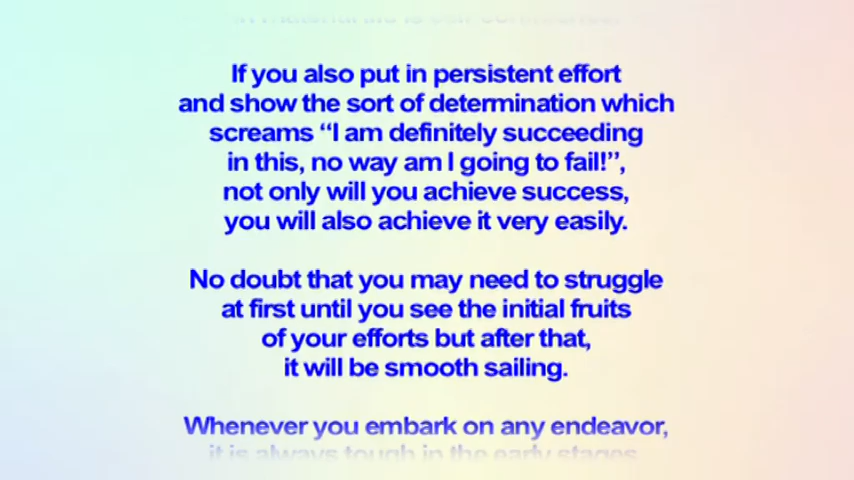 If you also put in persistent effort
and show the sort of determination which
screams “I am definitely succeeding
in this, no way am I going to fail!”,
not only will you achieve success,
you will also achieve it very easily.
No doubt that you may need to struggle
at first until you see the initial fruits
of your efforts but after that,
it will be smooth sailing.
Whenever you embark on any endeavor,
it is always tough in the early stages